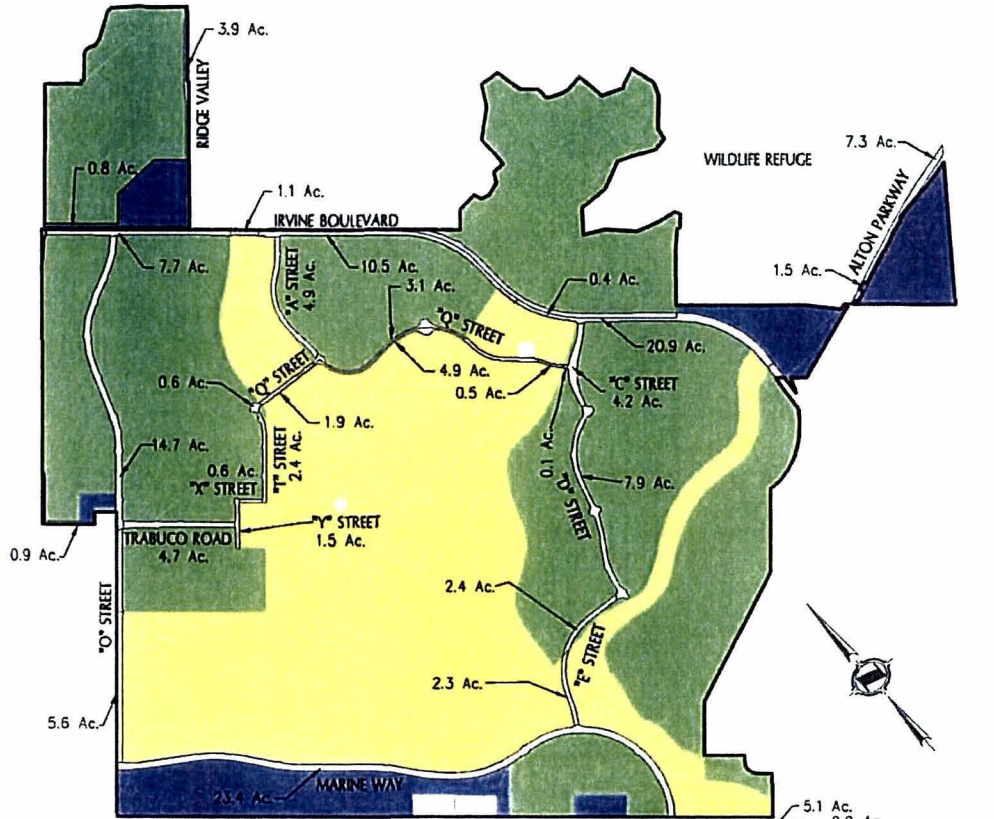 3.9 Ac.
RIDGE VALLEY
7.3 Ac.
WILDLIFE REFUGE
0.8 Ac.
ALTON PARKWAY
1.1 Ac.
IRVINE BOULEVARD
1.5 Ac.
7.7 Ac.
"A" STREET
4.9 Ac.
10.5 Ac.
3.1 Ac.
0.4 Ac.
"Q" STREET
20.9 Ac.
"Q" STREET
4.9 Ac.
0.5 Ac.
"C" STREET
4.2 Ac.
0.6 Ac.
1.9 Ac.
14.7 Ac.
0.6 Ac.
"X" STREET
"T" STREET
2.4 Ac.
0.1 Ac.
"D" STREET
7.9 Ac.
"Y" STREET
1.5 Ac.
TRABUCO ROAD
4.7 Ac.
0.9 Ac.
2.4 Ac.
"O" STREET
"E" STREET
2.3 Ac.
5.6 Ac.
MARINE WAY
23.4 Ac.
5.1 Ac.